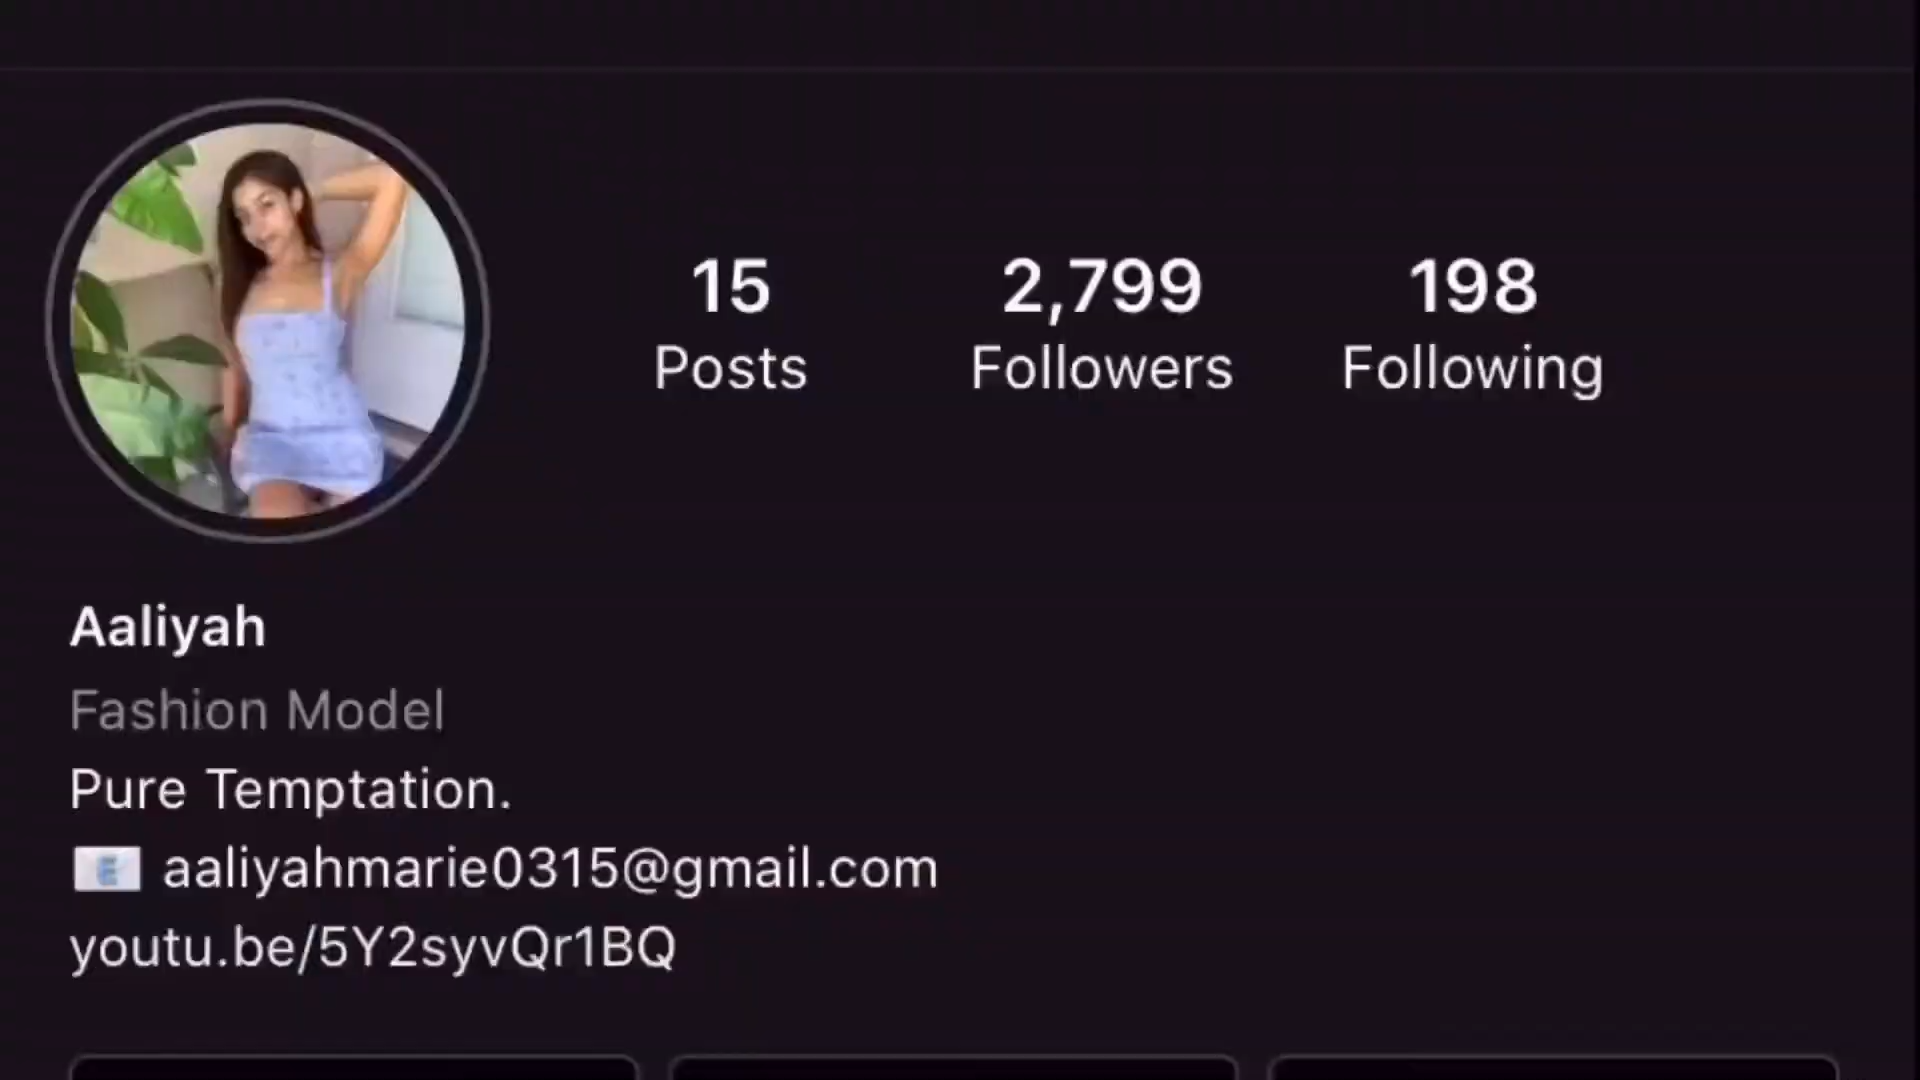 15 2,799 198
Posts Followers Following
Aaliyah
Fashion Model
Pure Temptation.
📧 aaliyahmarie0315@gmail.com
youtu.be/5Y2syvQr1BQ